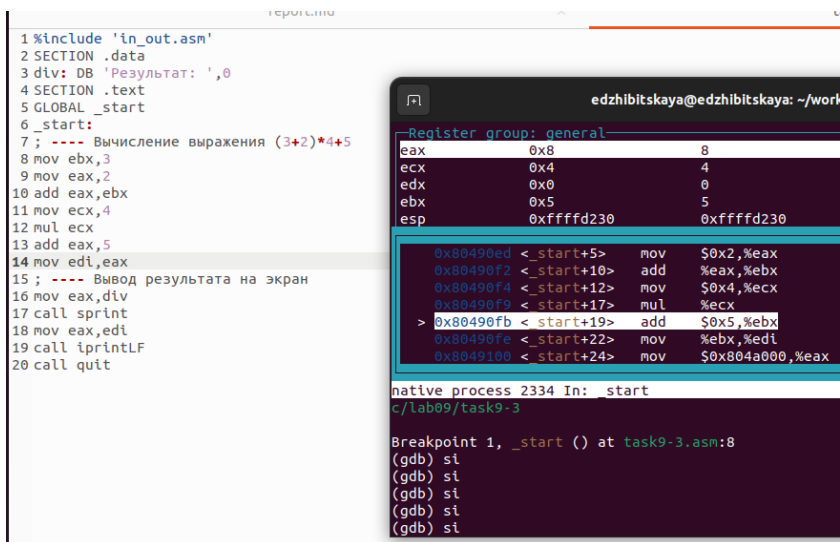 report.md
1 %include 'in_out.asm'
2 SECTION .data
3 div: DB 'Результат: ',0
4 SECTION .text
5 GLOBAL _start
6 _start:
7 ; ---- Вычисление выражения (3+2)*4+5
8 mov ebx,3
9 mov eax,2
10 add eax,ebx
11 mov ecx,4
12 mul ecx
13 add eax,5
14 mov edi,eax
15 ; ---- Вывод результата на экран
16 mov eax,div
17 call sprint
18 mov eax,edi
19 call iprintLF
20 call quit
edzhibitskaya@edzhibitskaya: ~/work
Register group: general
eax 0x8 8
ecx 0x4 4
edx 0x0 0
ebx 0x5 5
esp 0xffffd230 0xffffd230
0x80490ed <_start+5> mov $0x2,%eax
0x80490f2 <_start+10> add %eax,%ebx
0x80490f4 <_start+12> mov $0x4,%ecx
0x80490f9 <_start+17> mul %ecx
> 0x80490fb <_start+19> add $0x5,%ebx
0x80490fe <_start+22> mov %ebx,%edi
0x8049100 <_start+24> mov $0x804a000,%eax
native process 2334 In: _start
c/lab09/task9-3
Breakpoint 1, _start () at task9-3.asm:8
(gdb) si
(gdb) si
(gdb) si
(gdb) si
(gdb) si